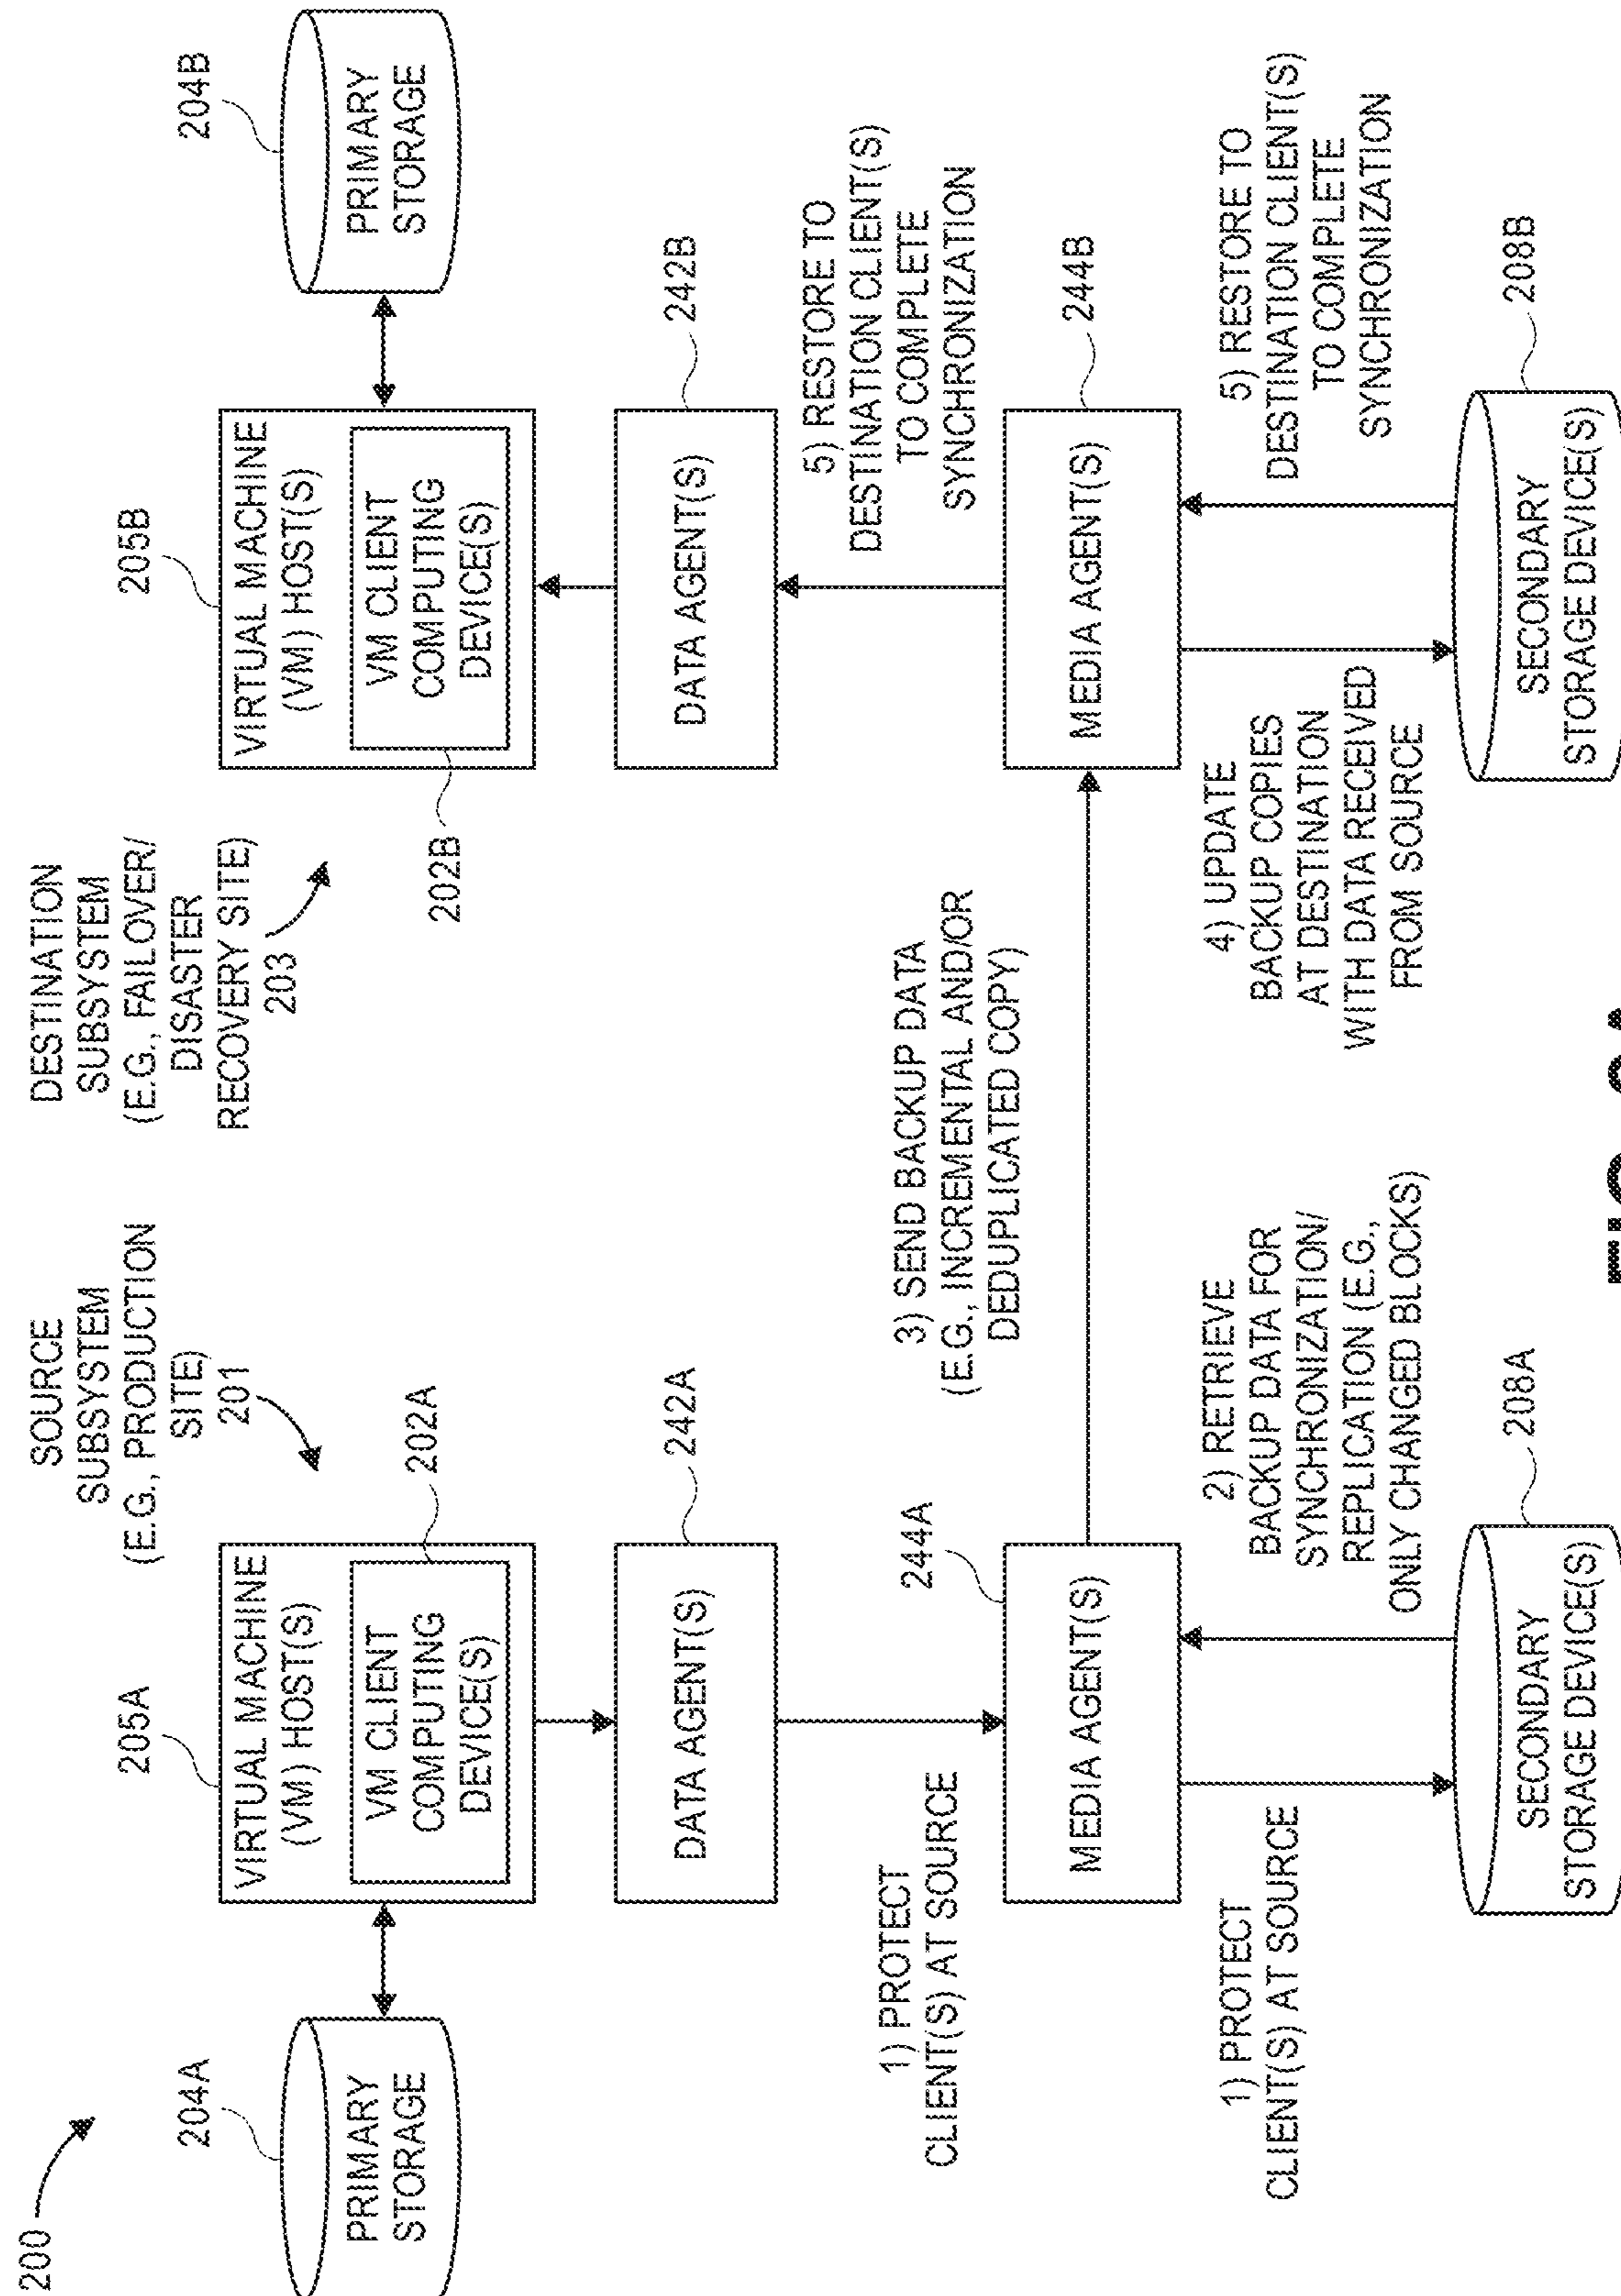 200
SOURCE
SUBSYSTEM
(E.G., PRODUCTION
SITE)
201
DESTINATION
SUBSYSTEM
(E.G., FAILOVER/
DISASTER
RECOVERY SITE)
203
204A
PRIMARY
STORAGE
205A
VIRTUAL MACHINE
(VM) HOST(S)
VM CLIENT
COMPUTING
DEVICE(S)
202A
205B
VIRTUAL MACHINE
(VM) HOST(S)
VM CLIENT
COMPUTING
DEVICE(S)
202B
204B
PRIMARY
STORAGE
DATA AGENT(S)
242A
DATA AGENT(S)
242B
1) PROTECT
CLIENT(S) AT SOURCE
3) SEND BACKUP DATA
(E.G., INCREMENTAL AND/OR
DEDUPLICATED COPY)
5) RESTORE TO
DESTINATION CLIENT(S)
TO COMPLETE
SYNCHRONIZATION
244A
MEDIA AGENT(S)
MEDIA AGENT(S)
244B
1) PROTECT
CLIENT(S) AT SOURCE
2) RETRIEVE
BACKUP DATA FOR
SYNCHRONIZATION/
REPLICATION (E.G.,
ONLY CHANGED BLOCKS)
4) UPDATE
BACKUP COPIES
AT DESTINATION
WITH DATA RECEIVED
FROM SOURCE
5) RESTORE TO
DESTINATION CLIENT(S)
TO COMPLETE
SYNCHRONIZATION
SECONDARY
STORAGE DEVICE(S)
208A
SECONDARY
STORAGE DEVICE(S)
208B